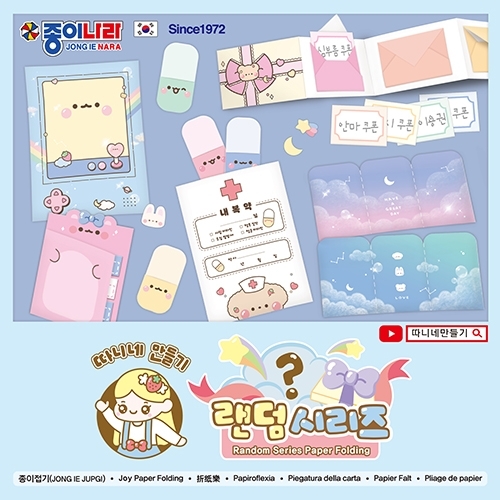 종이나라
JONG IE NARA
Since1972
심부름 쿠폰
안마 쿠폰
이용권
쿠폰
내 복 약
따니네만들기
따니네 만들기
?
랜덤 시리즈
Random Series Paper Folding
종이접기(JONG IE JUPGI) • Joy Paper Folding • 折紙樂 • Papiroflexia • Piegatura della carta • Papier Falt • Pliage de papier